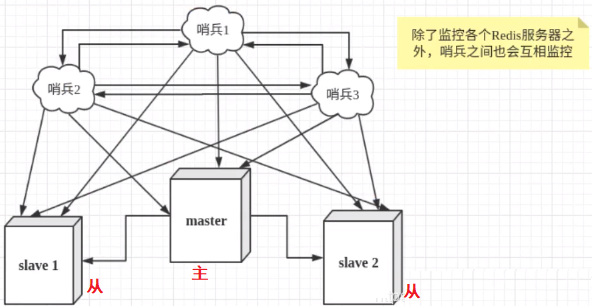 哨兵1
除了监控各个Redis服务器之
外，哨兵之间也会互相监控
哨兵2
哨兵3
master
slave 1
slave 2
主
从
从